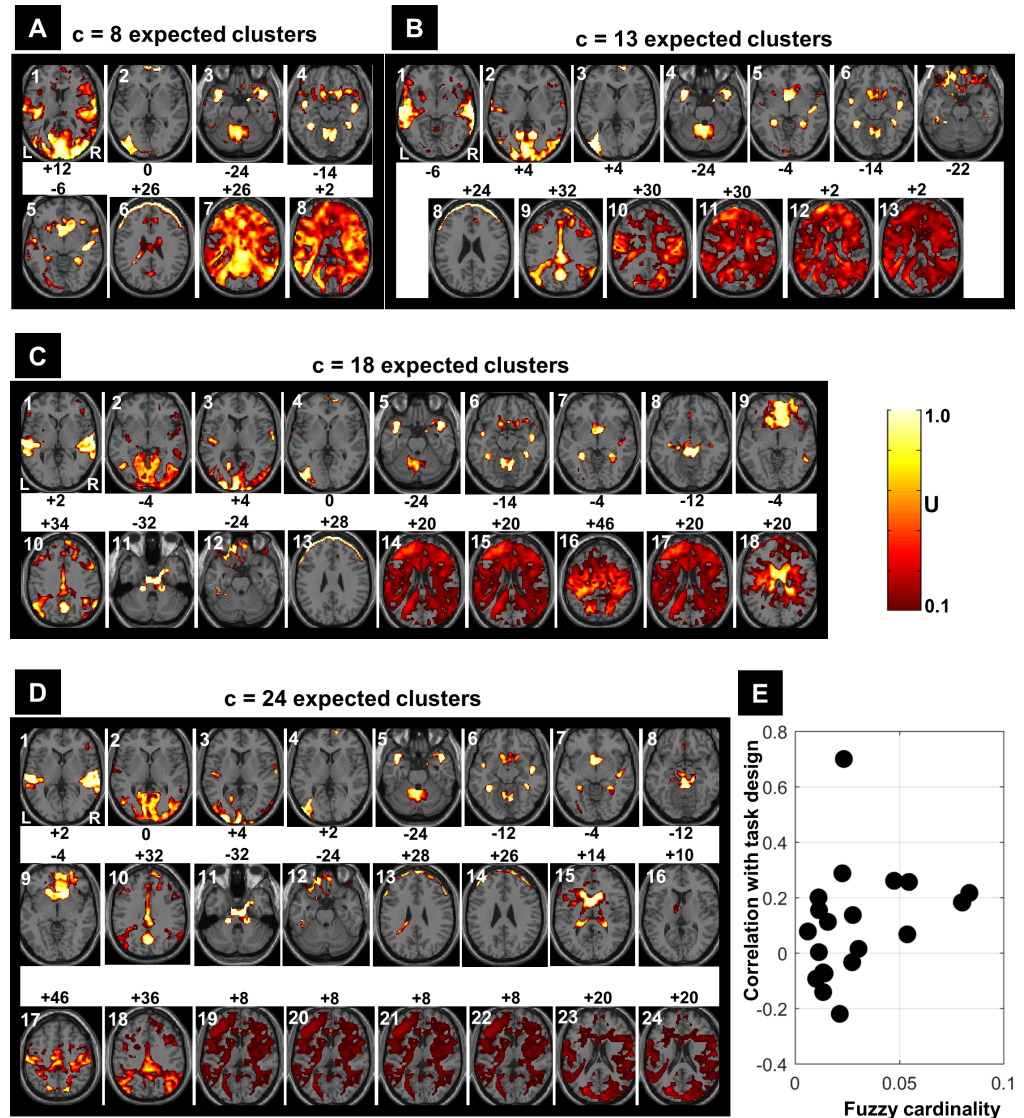 A
c = 8 expected clusters
1 2 3 4
L R
+12 0 -24 -14
-6 +26 +26 +2
5 6 7 8
B
c = 13 expected clusters
1 2 3 4 5 6 7
L R
-6 +4 +4 -24 -4 -14 -22
+24 +32 +30 +30 +2 +2
8 9 10 11 12 13
C
c = 18 expected clusters
1 2 3 4 5 6 7 8 9
L R
+2 -4 +4 0 -24 -14 -4 -12 -4
+34 -32 -24 +28 +20 +20 +46 +20 +20
10 11 12 13 14 15 16 17 18
1.0
U
0.1
D
c = 24 expected clusters
1 2 3 4 5 6 7 8
L R
+2 0 +4 +2 -24 -12 -4 -12
-4 +32 -32 -24 +28 +26 +14 +10
9 10 11 12 13 14 15 16
+46 +36 +8 +8 +8 +8 +20 +20
17 18 19 20 21 22 23 24
E
Correlation with task design
0.8
0.6
0.4
0.2
0
-0.2
-0.4
0 0.05 0.1
Fuzzy cardinality